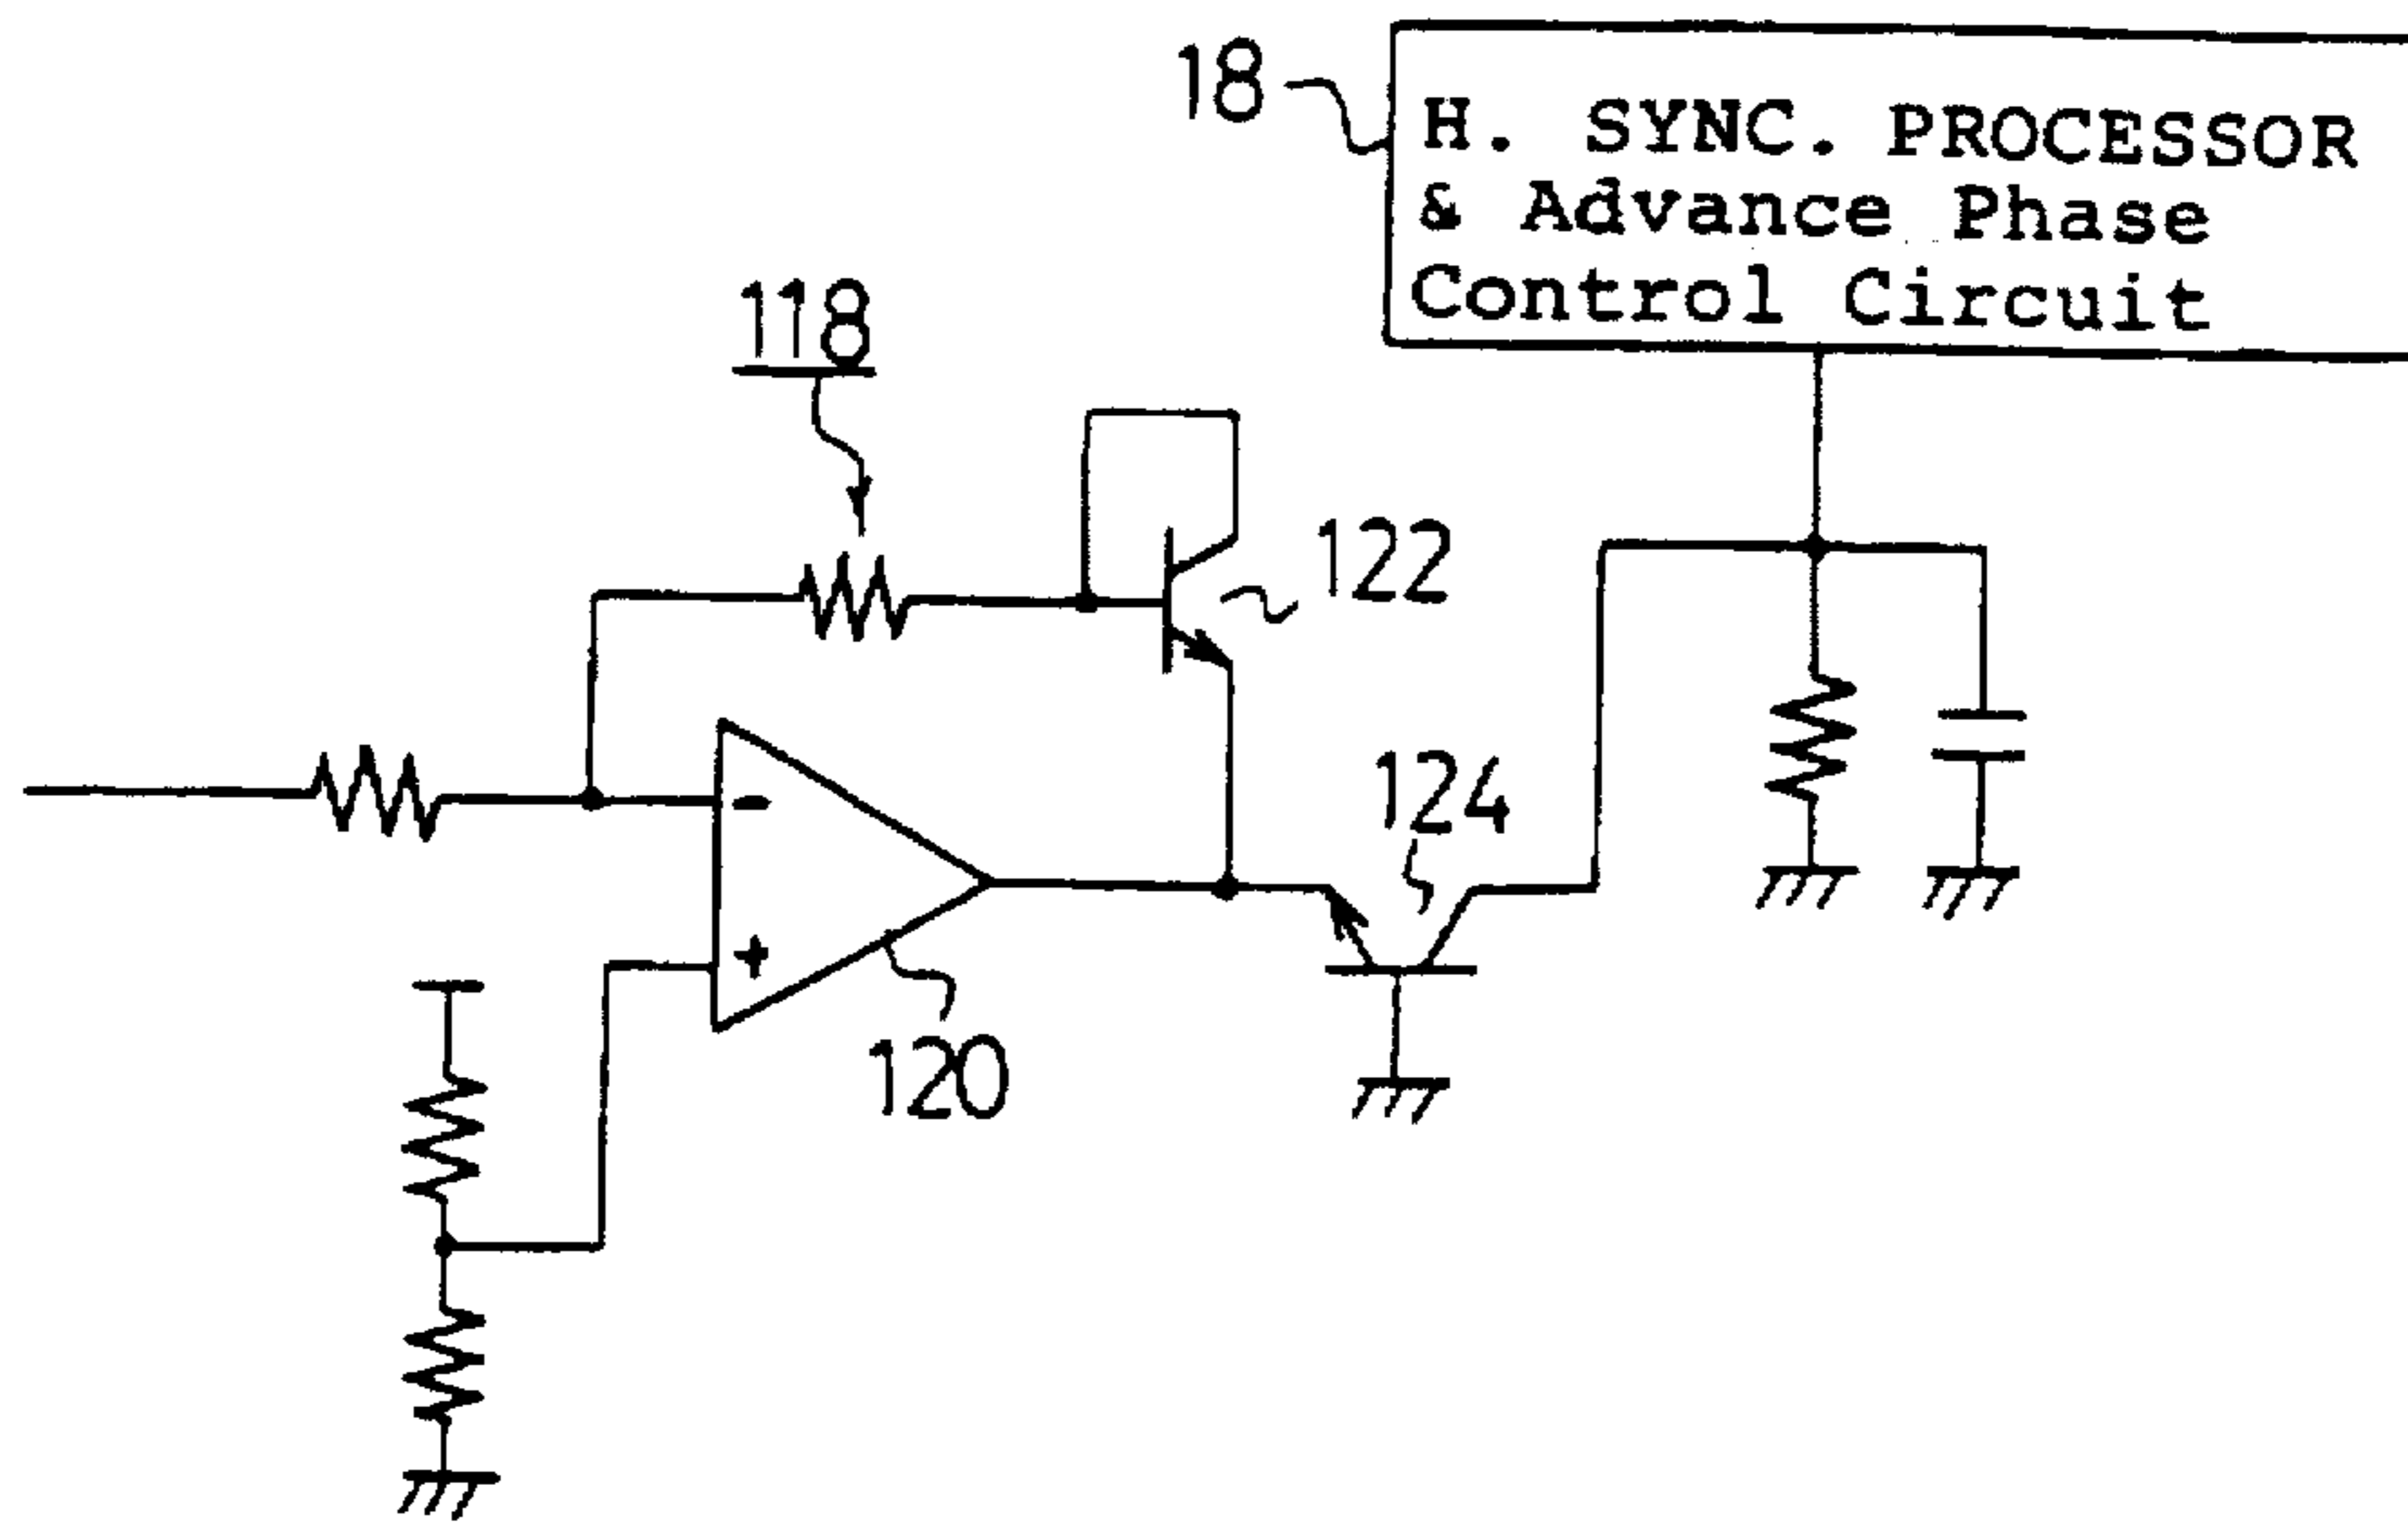 18
H. SYNC. PROCESSOR
& Advance Phase
Control Circuit
118
122
124
-
+
120